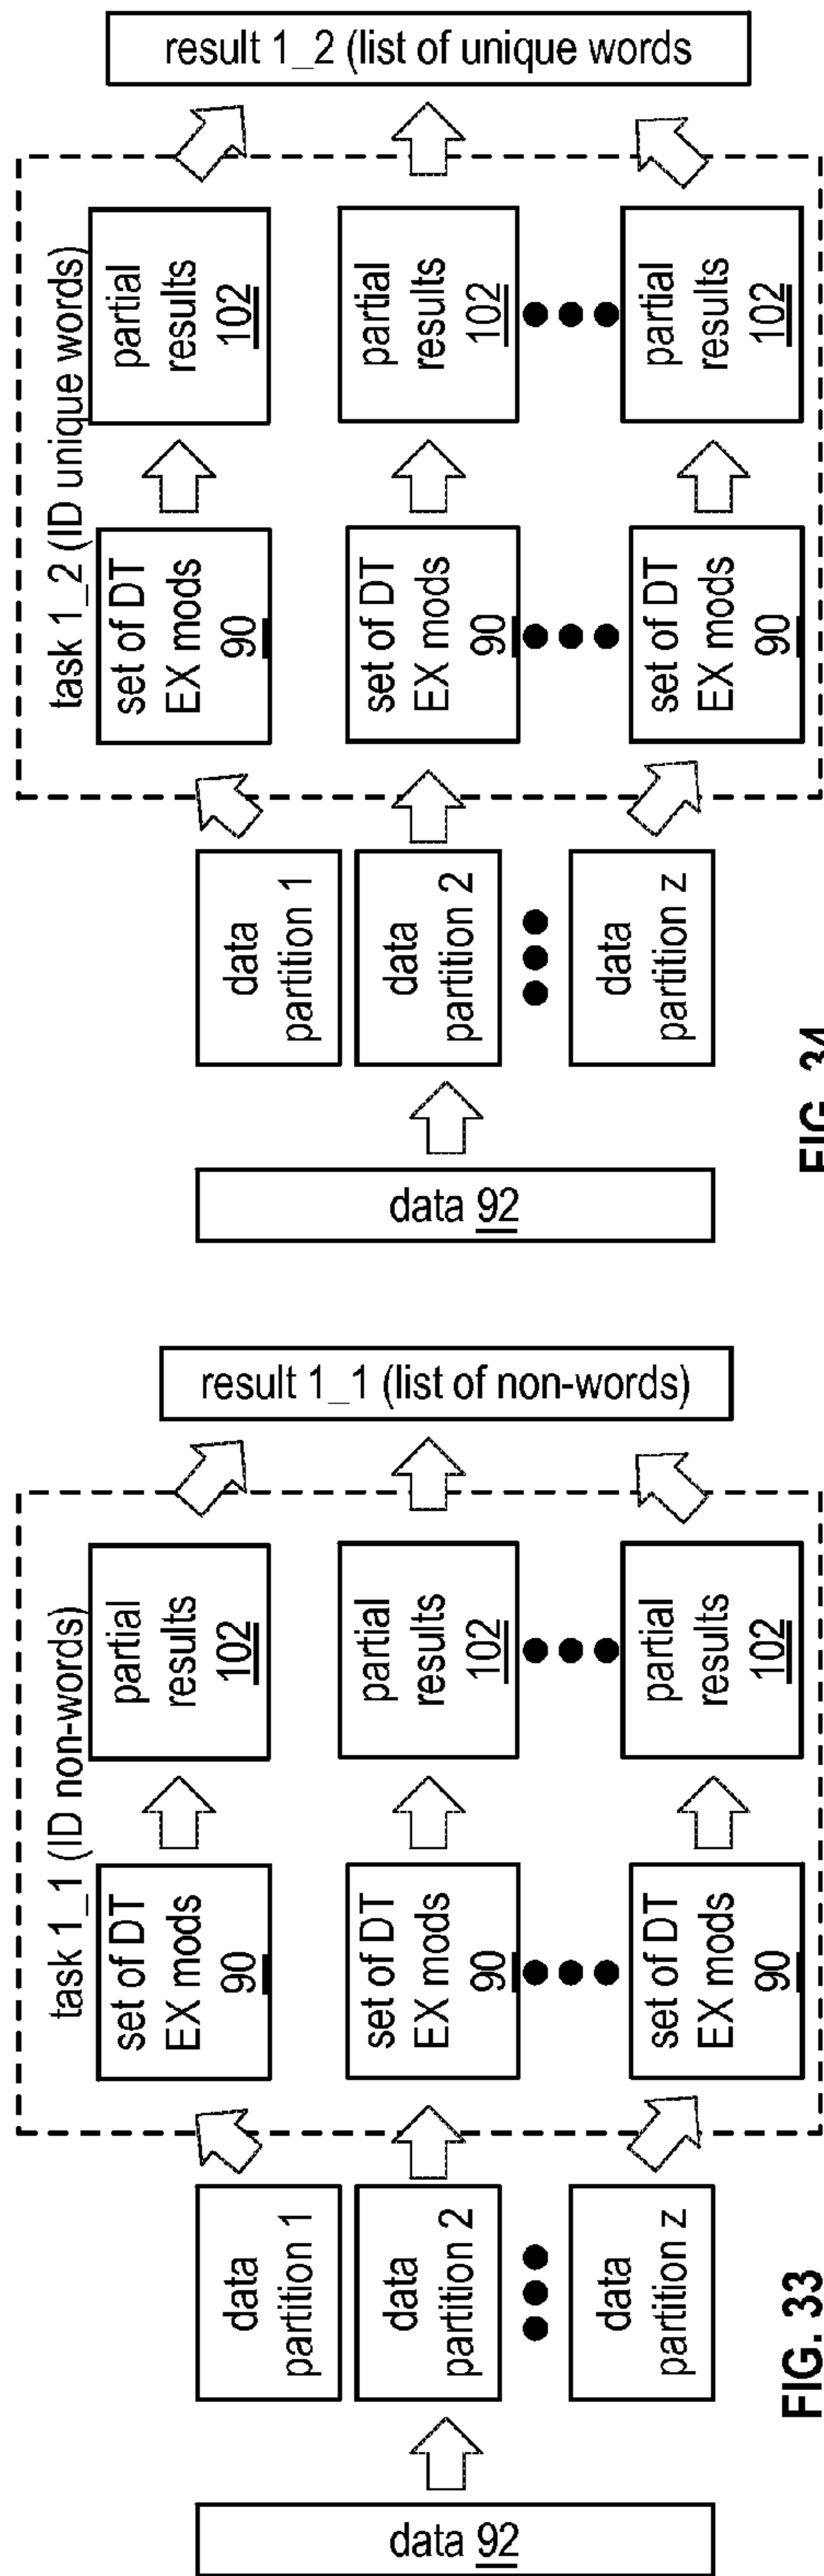 data 92
data
partition 1
data
partition 2
data
partition z
task 1_1 (ID non-words)
set of DT
EX mods
90
set of DT
EX mods
90
set of DT
EX mods
90
partial
results
102
partial
results
102
partial
results
102
result 1_1 (list of non-words)
FIG. 33
data 92
data
partition 1
data
partition 2
data
partition z
task 1_2 (ID unique words)
set of DT
EX mods
90
set of DT
EX mods
90
set of DT
EX mods
90
partial
results
102
partial
results
102
partial
results
102
result 1_2 (list of unique words
FIG. 34